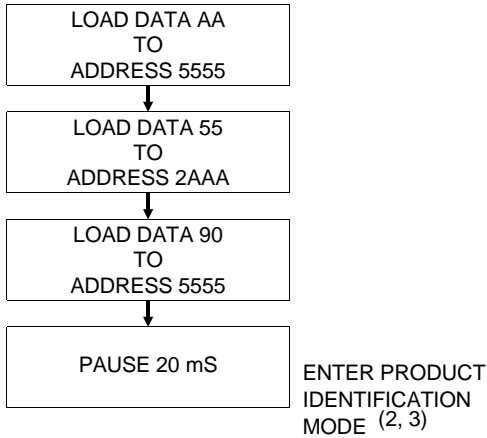 LOAD DATA AA
TO
ADDRESS 5555
LOAD DATA 55
TO
ADDRESS 2AAA
LOAD DATA 90
TO
ADDRESS 5555
PAUSE 20 mS
ENTER PRODUCT
IDENTIFICATION
MODE (2, 3)